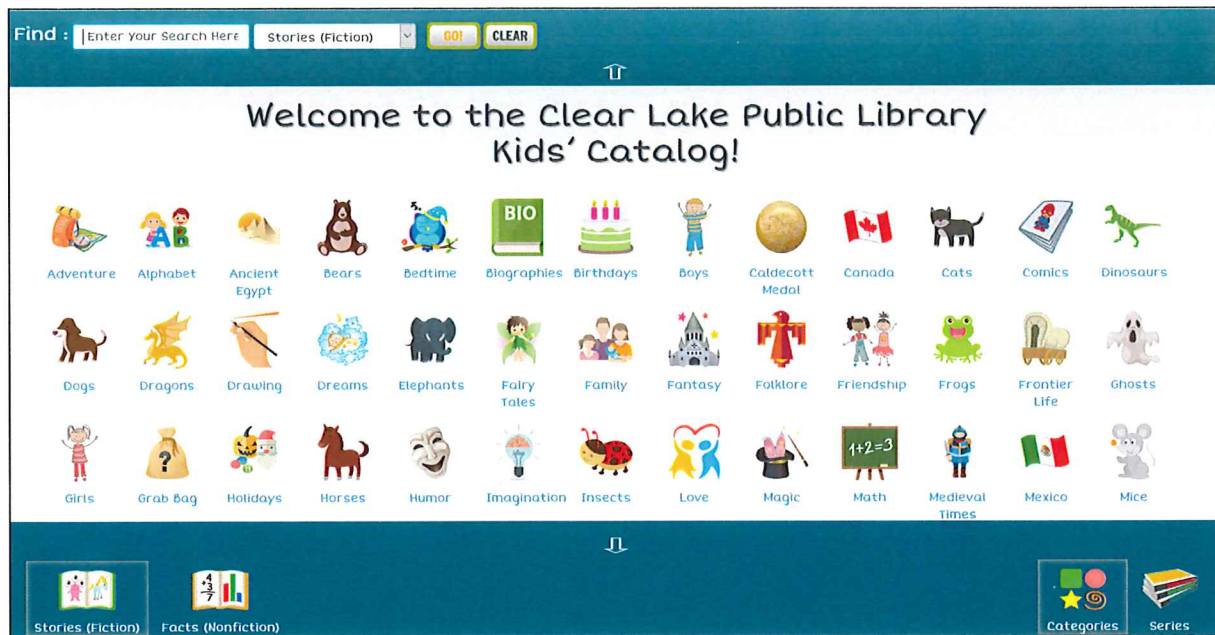 Find : Enter your Search Here Stories (Fiction) GO! CLEAR
Welcome to the Clear Lake Public Library
Kids' Catalog!
BIO
Adventure Alphabet Ancient Bears Bedtime Biographies Birthdays Boys Caldecott Canada Cats Comics Dinosaurs
Egypt Medal
Dogs Dragons Drawing Dreams Elephants Fairy Family Fantasy Folklore Friendship Frogs Frontier Ghosts
Tales Life
?
1+2=3
Girls Grab Bag Holidays Horses Humor Imagination Insects Love Magic Math Medieval Mexico Mice
Times
Stories (Fiction) Facts (Nonfiction) Categories Series